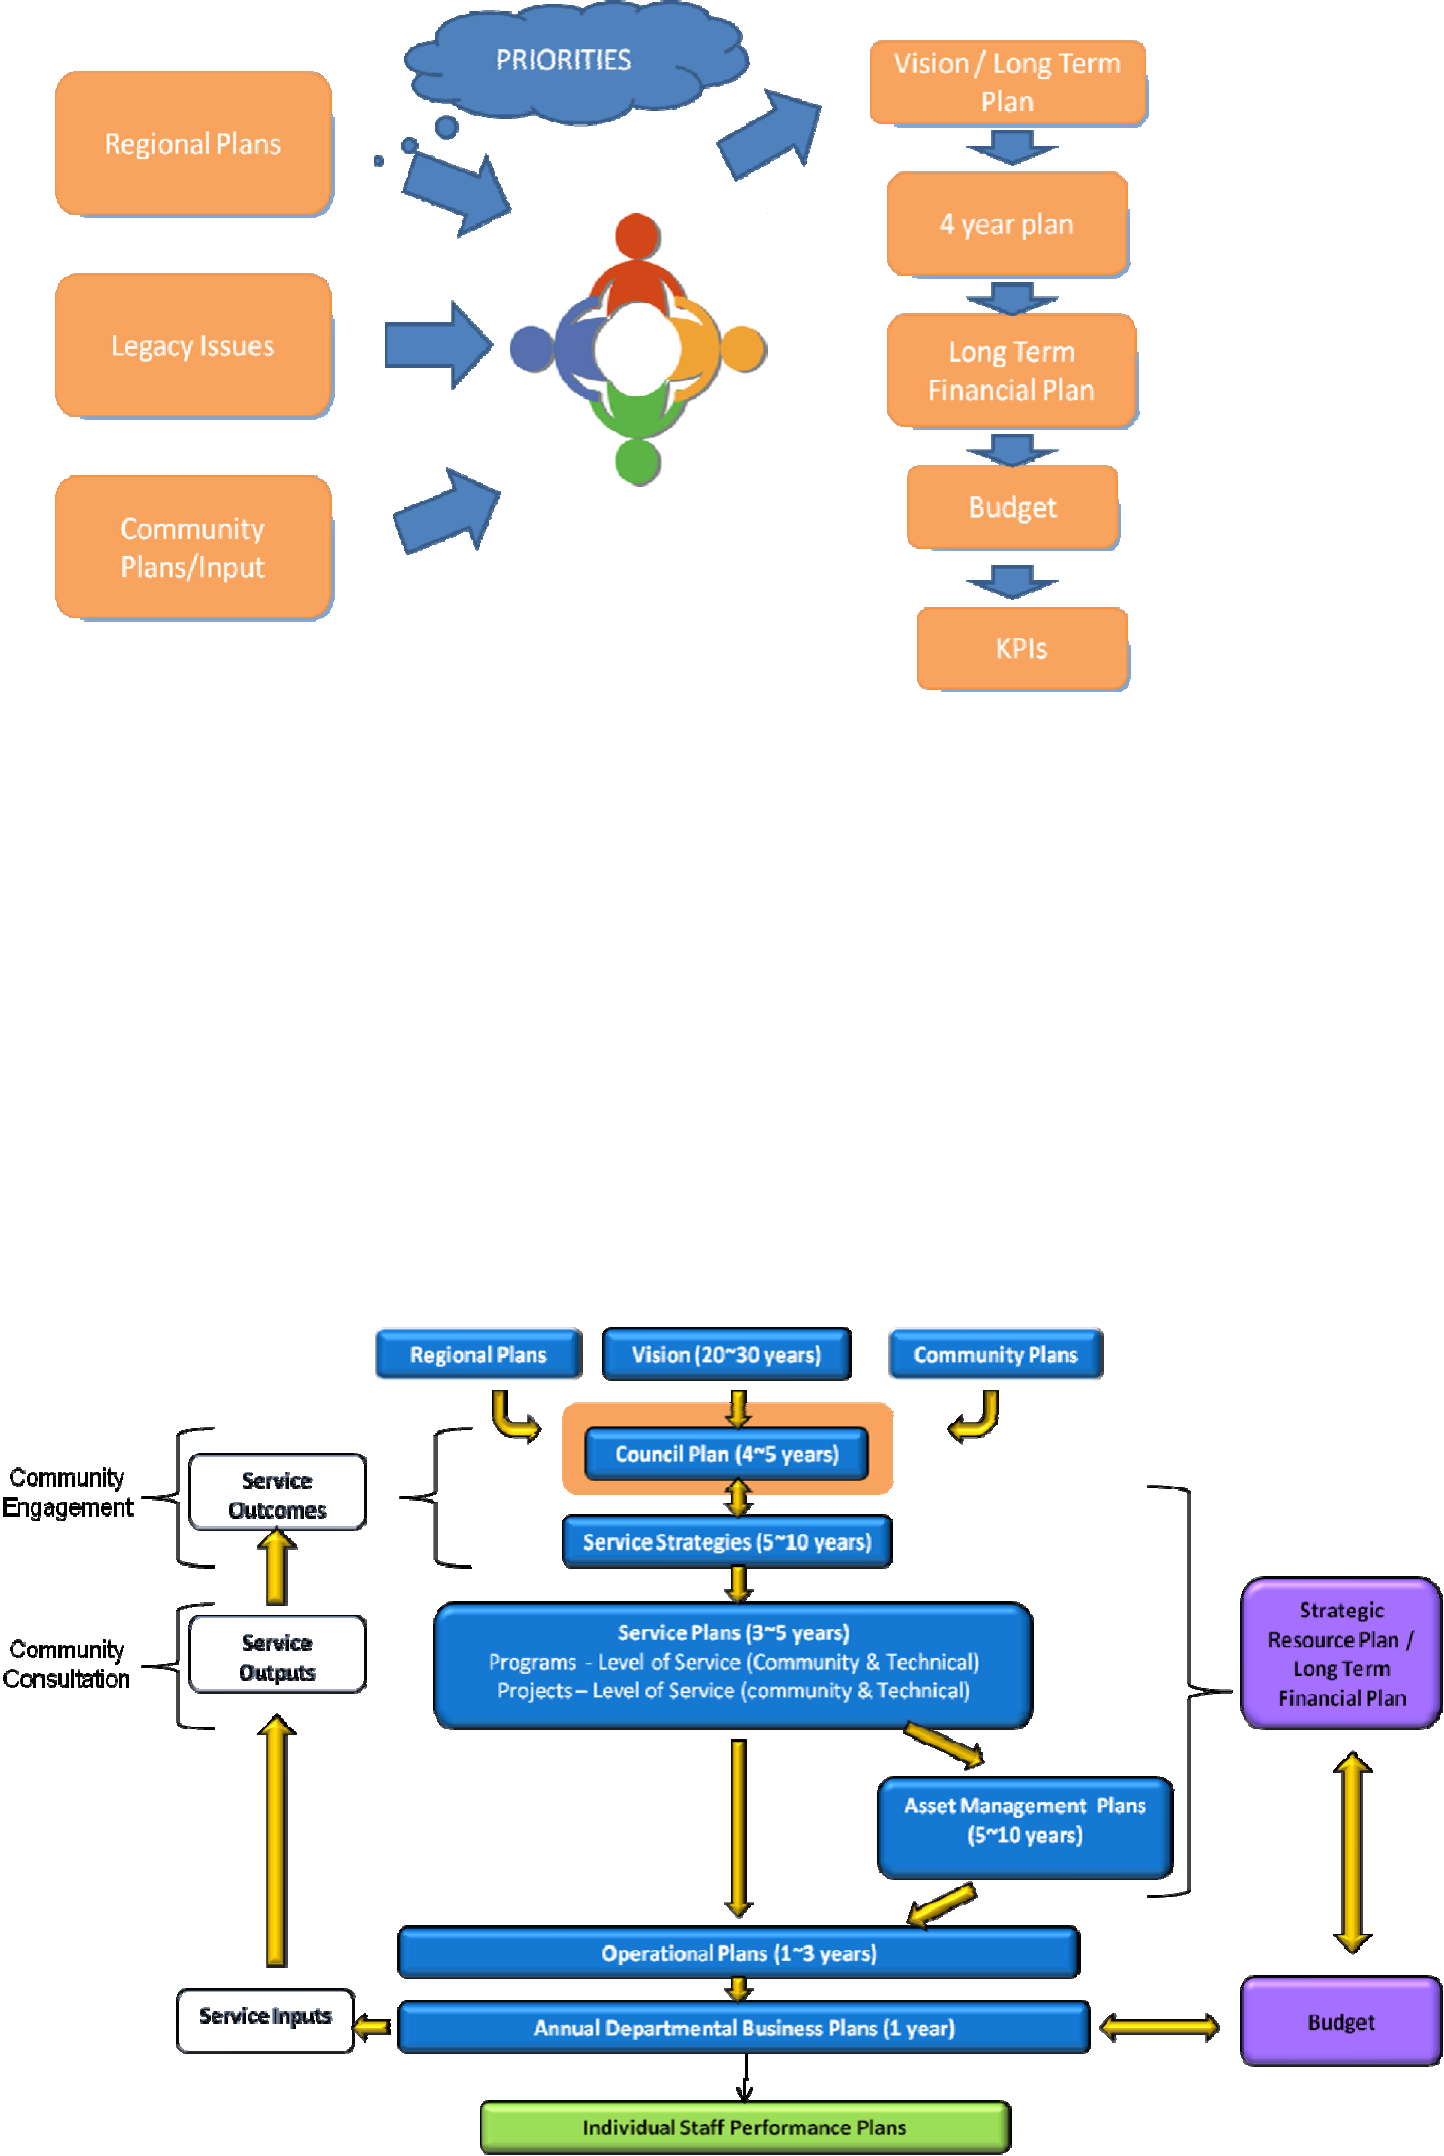 PRIORITIES
Regional Plans
Legacy Issues
Community
Plans/Input
Vision / Long Term
Plan
4 year plan
Long Term
Financial Plan
Budget
KPIs
Regional Plans
Vision (20~30 years)
Community Plans
Council Plan (4~5 years)
Service Strategies (5~10 years)
Service Plans (3~5 years)
Programs - Level of Service (Community & Technical)
Projects – Level of Service (community & Technical)
Asset Management Plans
(5~10 years)
Operational Plans (1~3 years)
Annual Departmental Business Plans (1 year)
Individual Staff Performance Plans
Community
Engagement
Service
Outcomes
Community
Consultation
Service
Outputs
Service Inputs
Strategic
Resource Plan /
Long Term
Financial Plan
Budget